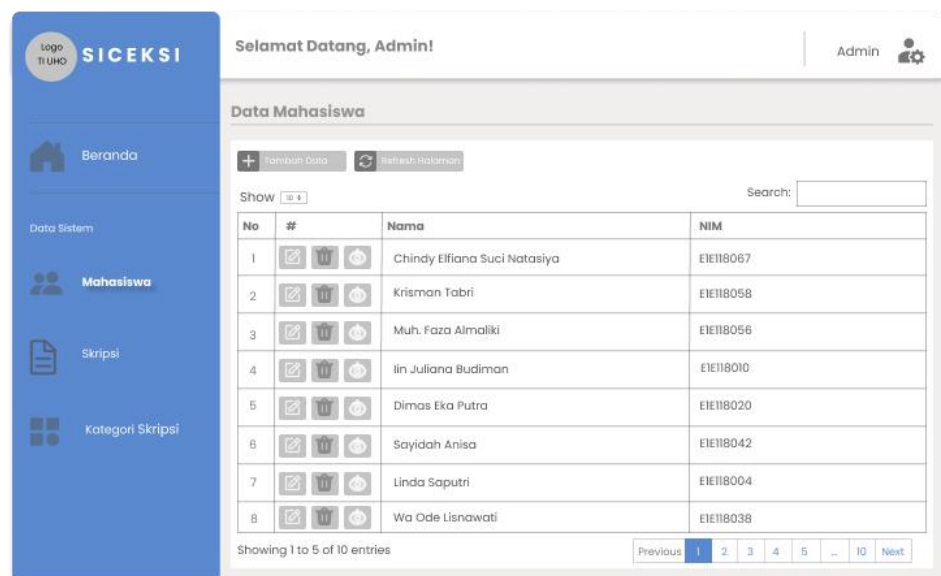 Logo
TI UHO
SICEKSI
Selamat Datang, Admin!
Admin
Beranda
Data Sistem
Mahasiswa
Skripsi
Kategori Skripsi
Data Mahasiswa
Tambah Data Refresh Halaman
Show 10 Search:
No # Nama NIM
1 Chindy Elfiana Suci Natasiya E1E118067
2 Krisman Tabri E1E118058
3 Muh. Faza Almaliki E1E118056
4 Iin Juliana Budiman E1E118010
5 Dimas Eka Putra E1E118020
6 Sayidah Anisa E1E118042
7 Linda Saputri E1E118004
8 Wa Ode Lisnawati E1E118038
Showing 1 to 5 of 10 entries Previous 1 2 3 4 5 .. 10 Next